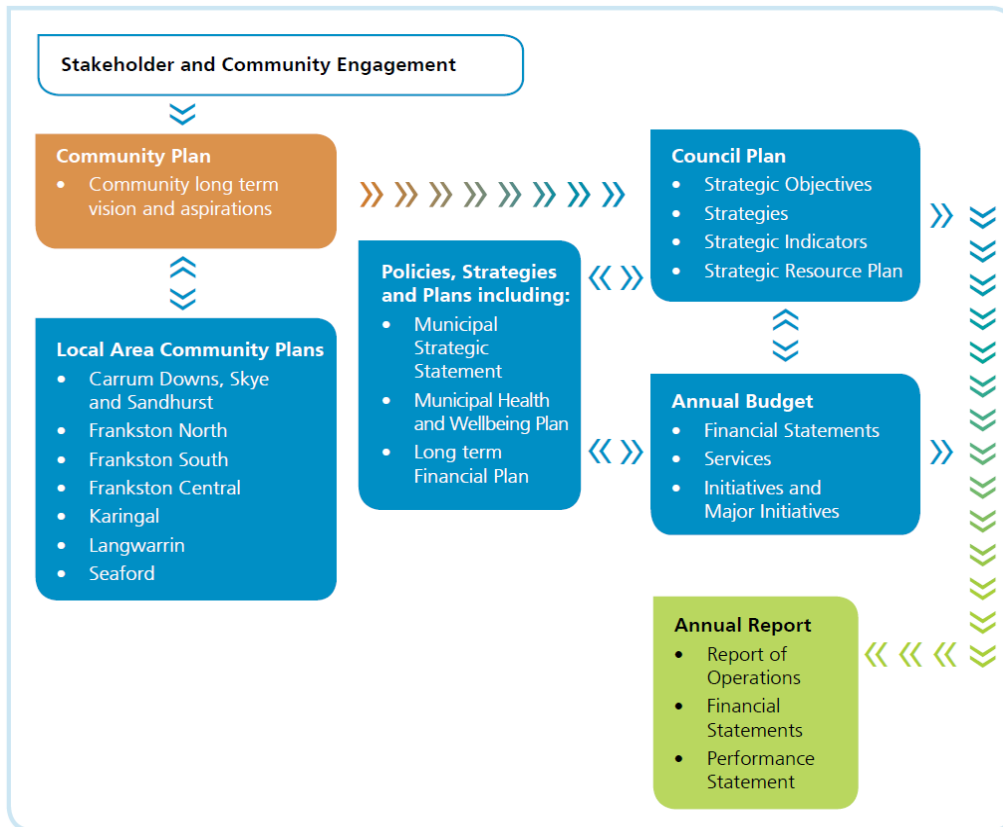 Stakeholder and Community Engagement
Community Plan
• Community long term
vision and aspirations
Local Area Community Plans
• Carrum Downs, Skye
and Sandhurst
• Frankston North
• Frankston South
• Frankston Central
• Karingal
• Langwarrin
• Seaford
Policies, Strategies
and Plans including:
• Municipal
Strategic
Statement
• Municipal Health
and Wellbeing Plan
• Long term
Financial Plan
Council Plan
• Strategic Objectives
• Strategies
• Strategic Indicators
• Strategic Resource Plan
Annual Budget
• Financial Statements
• Services
• Initiatives and
Major Initiatives
Annual Report
• Report of
Operations
• Financial
Statements
• Performance
Statement